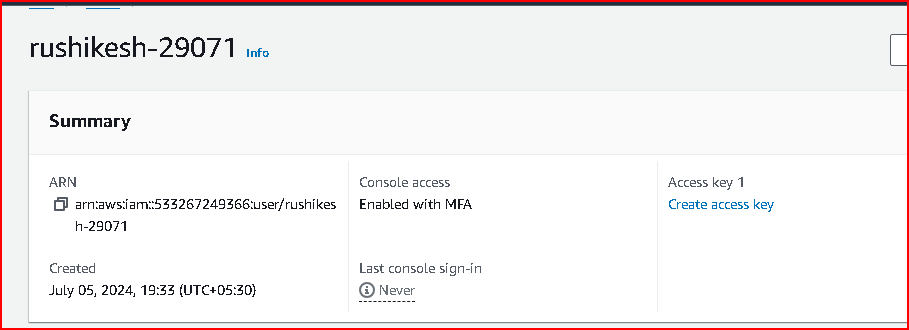 rushikesh-29071 Info
Summary
ARN
arn:aws:iam::533267249366:user/rushikes
h-29071
Created
July 05, 2024, 19:33 (UTC+05:30)
Console access
Enabled with MFA
Last console sign-in
Never
Access key 1
Create access key